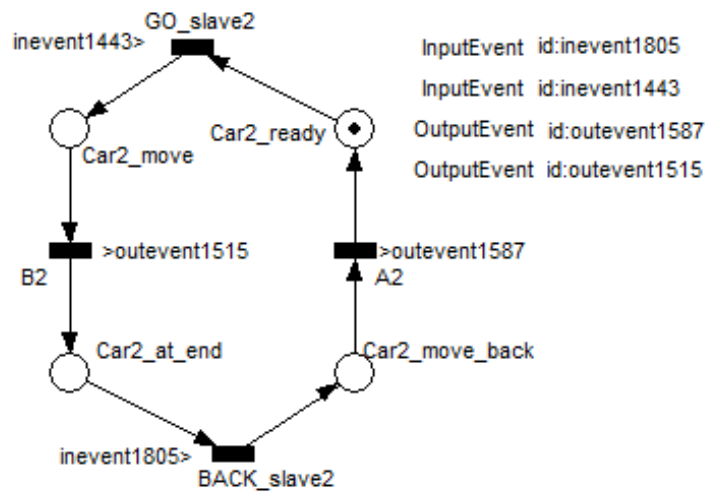 GO_slave2
inevent1443>
InputEvent id:inevent1805
InputEvent id:inevent1443
Car2_ready
OutputEvent id:outevent1587
Car2_move
OutputEvent id:outevent1515
>outevent1515
>outevent1587
B2
A2
Car2_at_end
Car2_move_back
inevent1805>
BACK_slave2